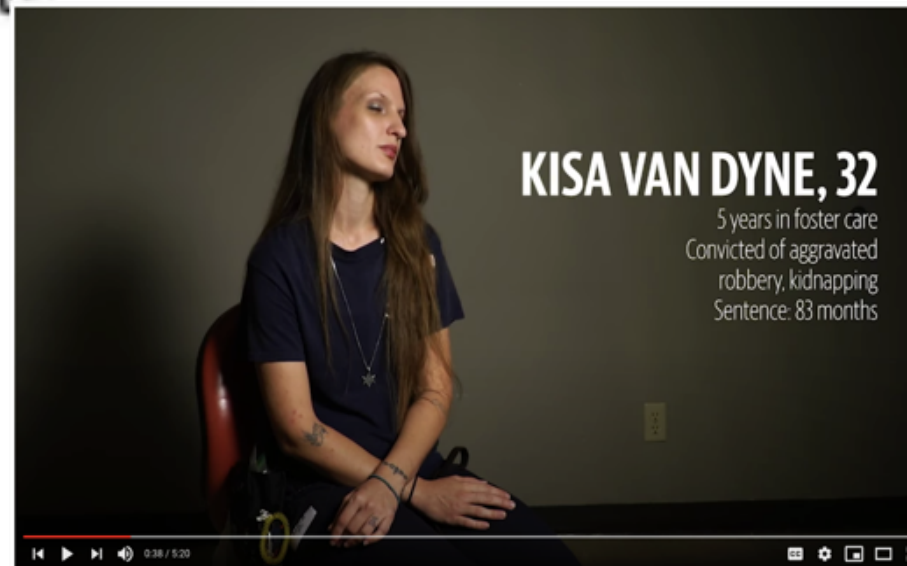 KISA VAN DYNE, 32
5 years in foster care
Convicted of aggravated
robbery, kidnapping
Sentence: 83 months
0:38 / 5:20
CC